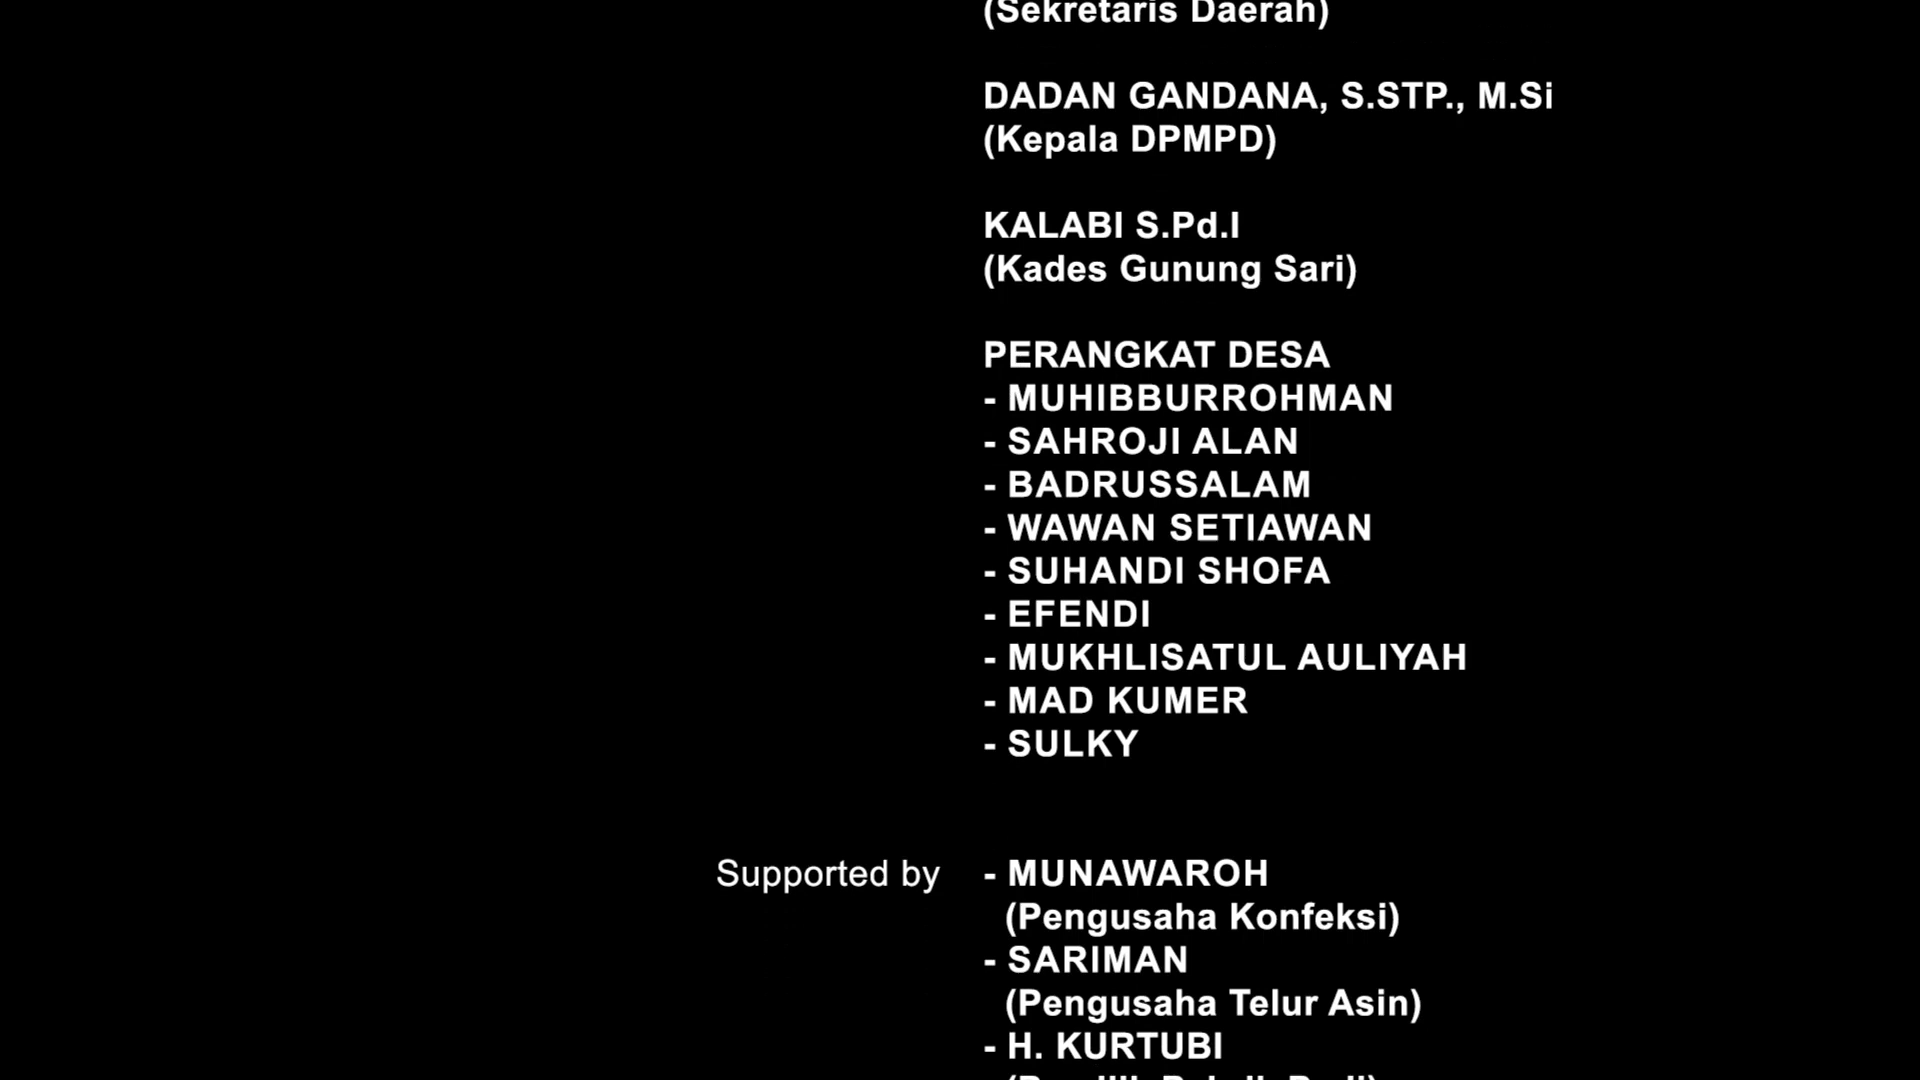 (Sekretaris Daerah)
DADAN GANDANA, S.STP., M.Si
(Kepala DPMPD)
KALABI S.Pd.I
(Kades Gunung Sari)
PERANGKAT DESA
- MUHIBBURROHMAN
- SAHROJI ALAN
- BADRUSSALAM
- WAWAN SETIAWAN
- SUHANDI SHOFA
- EFENDI
- MUKHLISATUL AULIYAH
- MAD KUMER
- SULKY
Supported by - MUNAWAROH
(Pengusaha Konfeksi)
- SARIMAN
(Pengusaha Telur Asin)
- H. KURTUBI